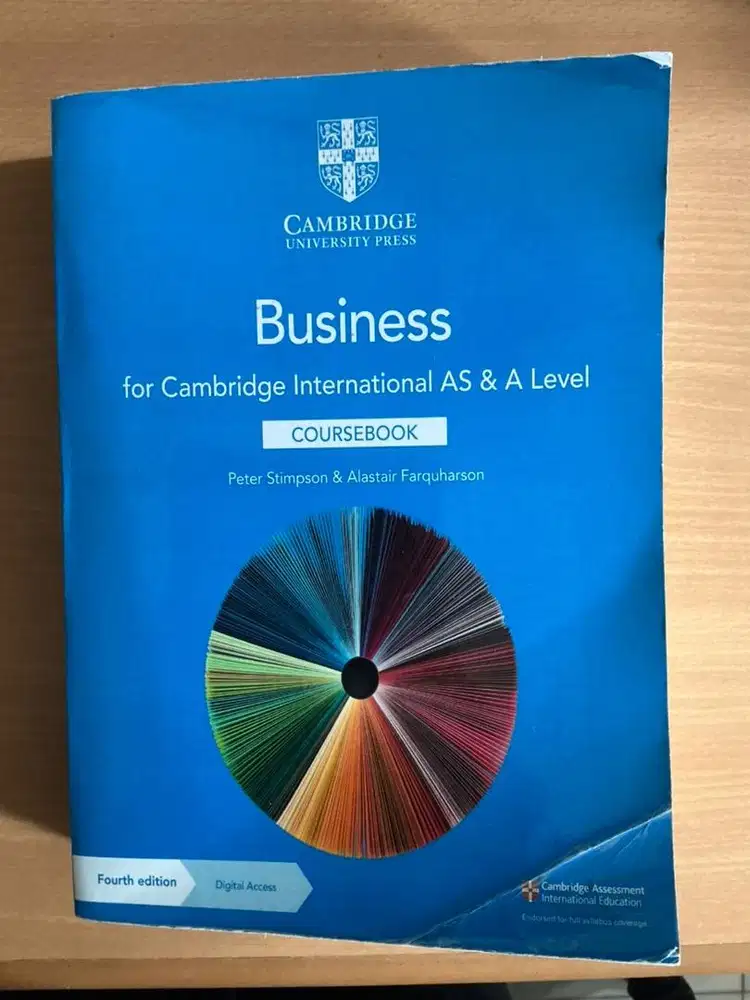 CAMBRIDGE
UNIVERSITY PRESS
Business
for Cambridge International AS & A Level
COURSEBOOK
Peter Stimpson & Alastair Farquharson
Fourth edition
Digital Access
Cambridge Assessment
International Education
Endorsed for full syllabus coverage